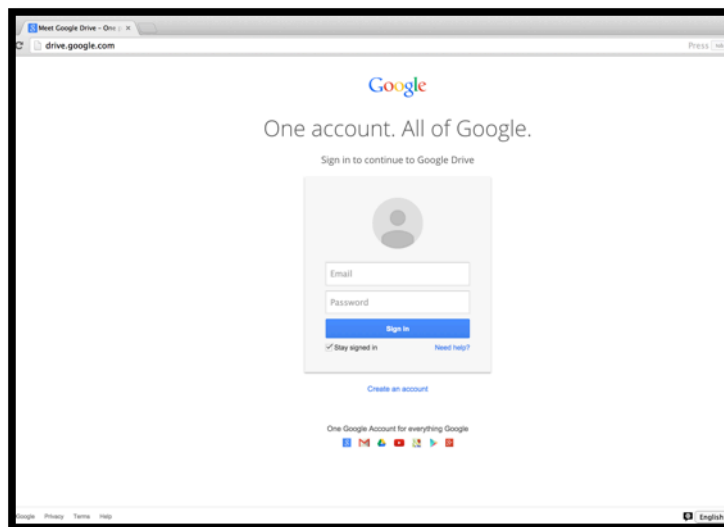 Meet Google Drive – One
drive.google.com
Press
Google
One account. All of Google.
Sign in to continue to Google Drive
Email
Password
Sign in
Stay signed in Need help?
Create an account
One Google Account for everything Google
Google Privacy Terms Help
English